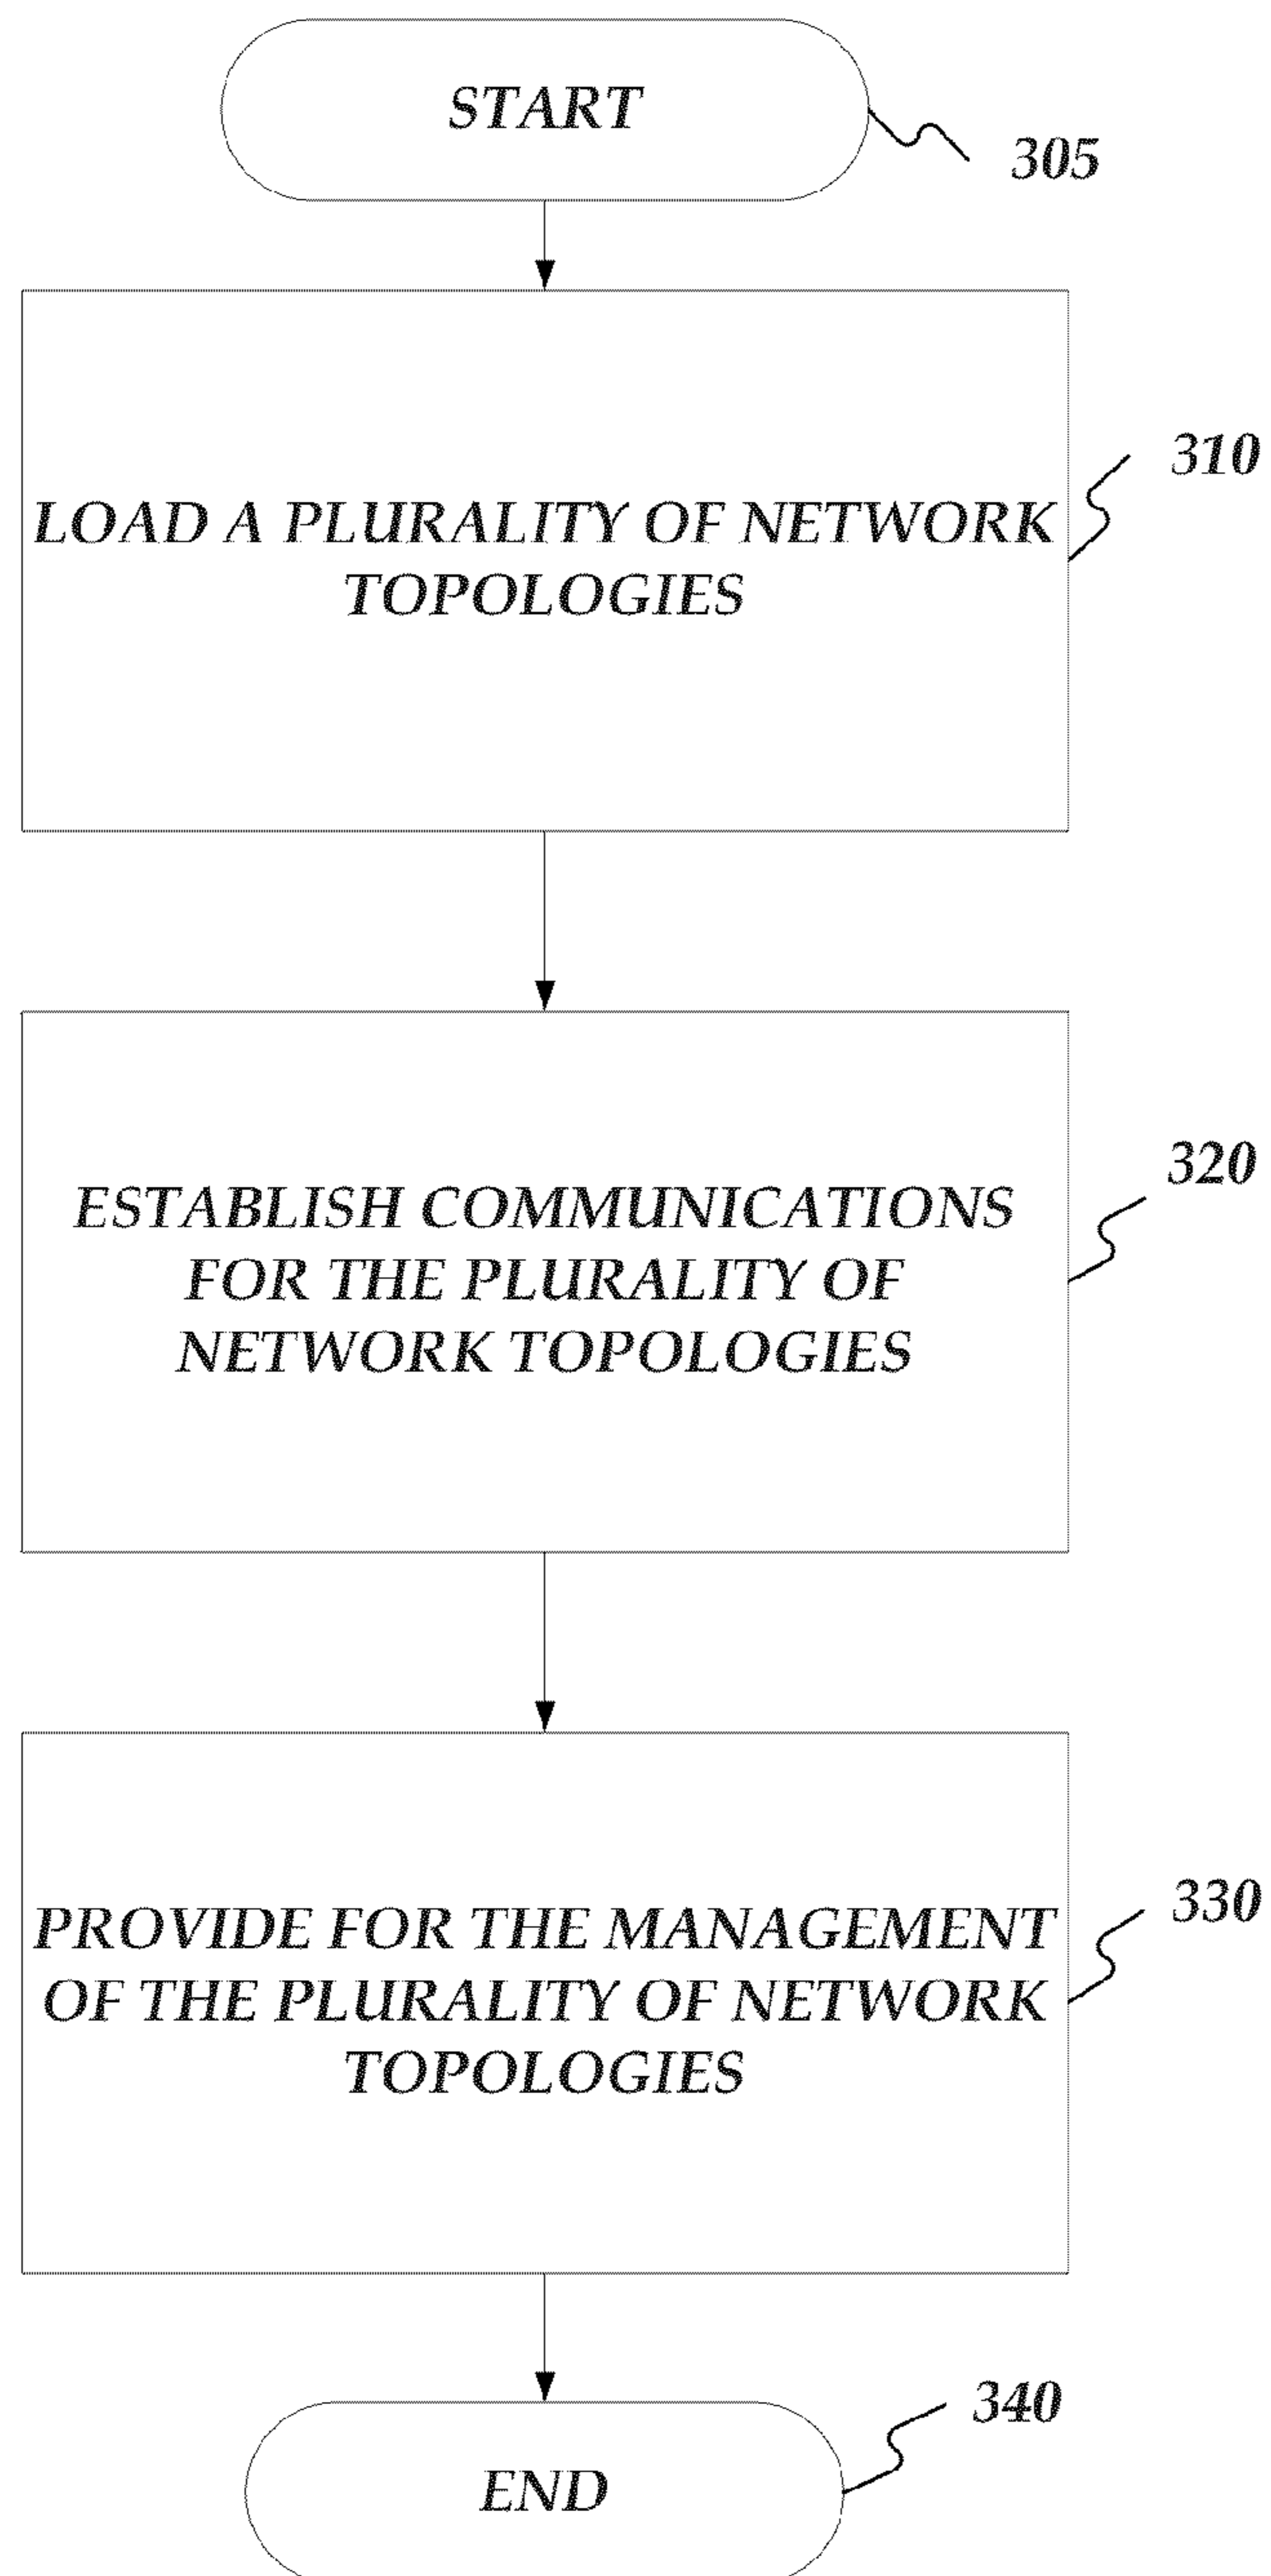 START
305
310
LOAD A PLURALITY OF NETWORK
TOPOLOGIES
320
ESTABLISH COMMUNICATIONS
FOR THE PLURALITY OF
NETWORK TOPOLOGIES
330
PROVIDE FOR THE MANAGEMENT
OF THE PLURALITY OF NETWORK
TOPOLOGIES
340
END